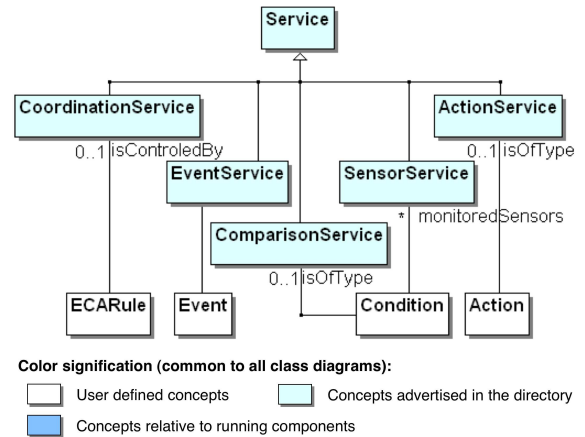 Service
CoordinationService
ActionService
0..1 isControledBy
0..1 isOfType
EventService
SensorService
* monitoredSensors
ComparisonService
0..1 isOfType
ECARule
Event
Condition
Action
Color signification (common to all class diagrams):
User defined concepts
Concepts advertised in the directory
Concepts relative to running components